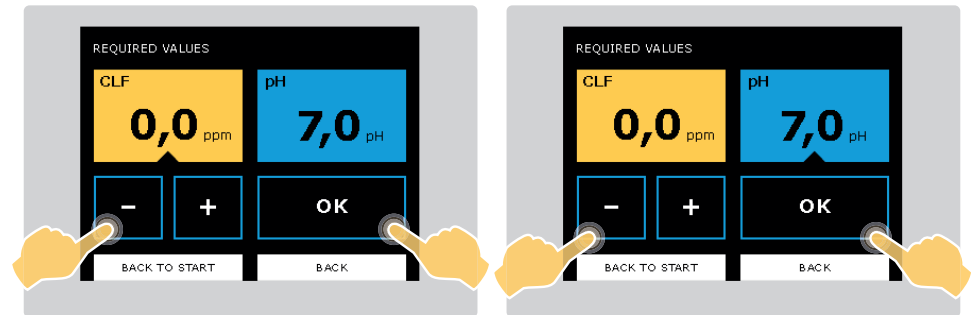 REQUIRED VALUES
CLF pH
0,0 ppm 7,0 pH
- + OK
BACK TO START BACK
REQUIRED VALUES
CLF pH
0,0 ppm 7,0 pH
- + OK
BACK TO START BACK